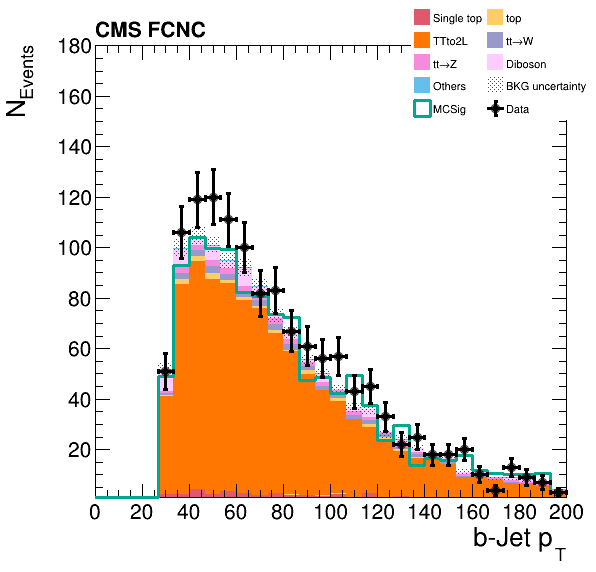 CMS FCNC
Single top
top
TTto2L
tt→W
tt→Z
Diboson
Others
BKG uncertainty
MCSig
Data
N_Events
180
160
140
120
100
80
60
40
20
0 20 40 60 80 100 120 140 160 180 200
b-Jet p_T